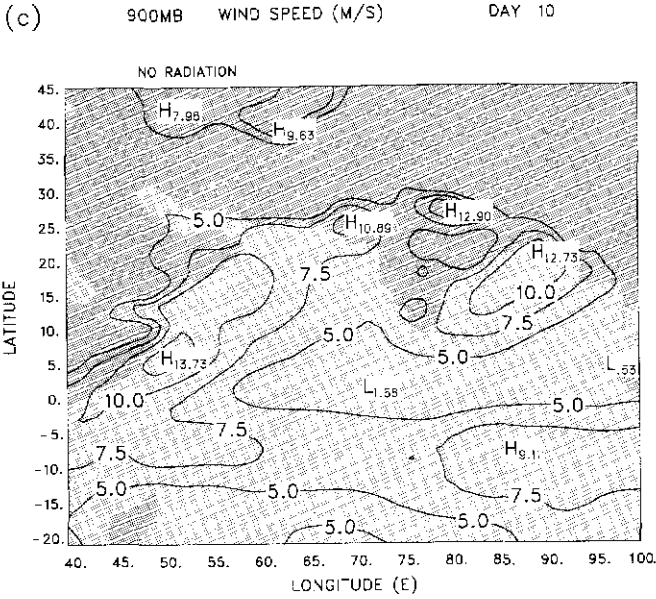 (c) 900MB WIND SPEED (M/S) DAY 10
NO RADIATION
45.
H7.98
40.
H9.63
35.
30.
H12.90
25.
5.0
H10.89
H12.73
20.
7.5
15.
10.0
10.
5.0
7.5
5.
H13.73
5.0
L.53
0.
10.0
L1.58
5.0
-5.
7.5
H9.1
-10.
7.5
5.0
5.0
7.5
-15.
5.0
5.0
-20.
40. 45. 50. 55. 60. 65. 70. 75. 80. 85. 90. 95. 100.
LATITUDE
LONGITUDE (E)